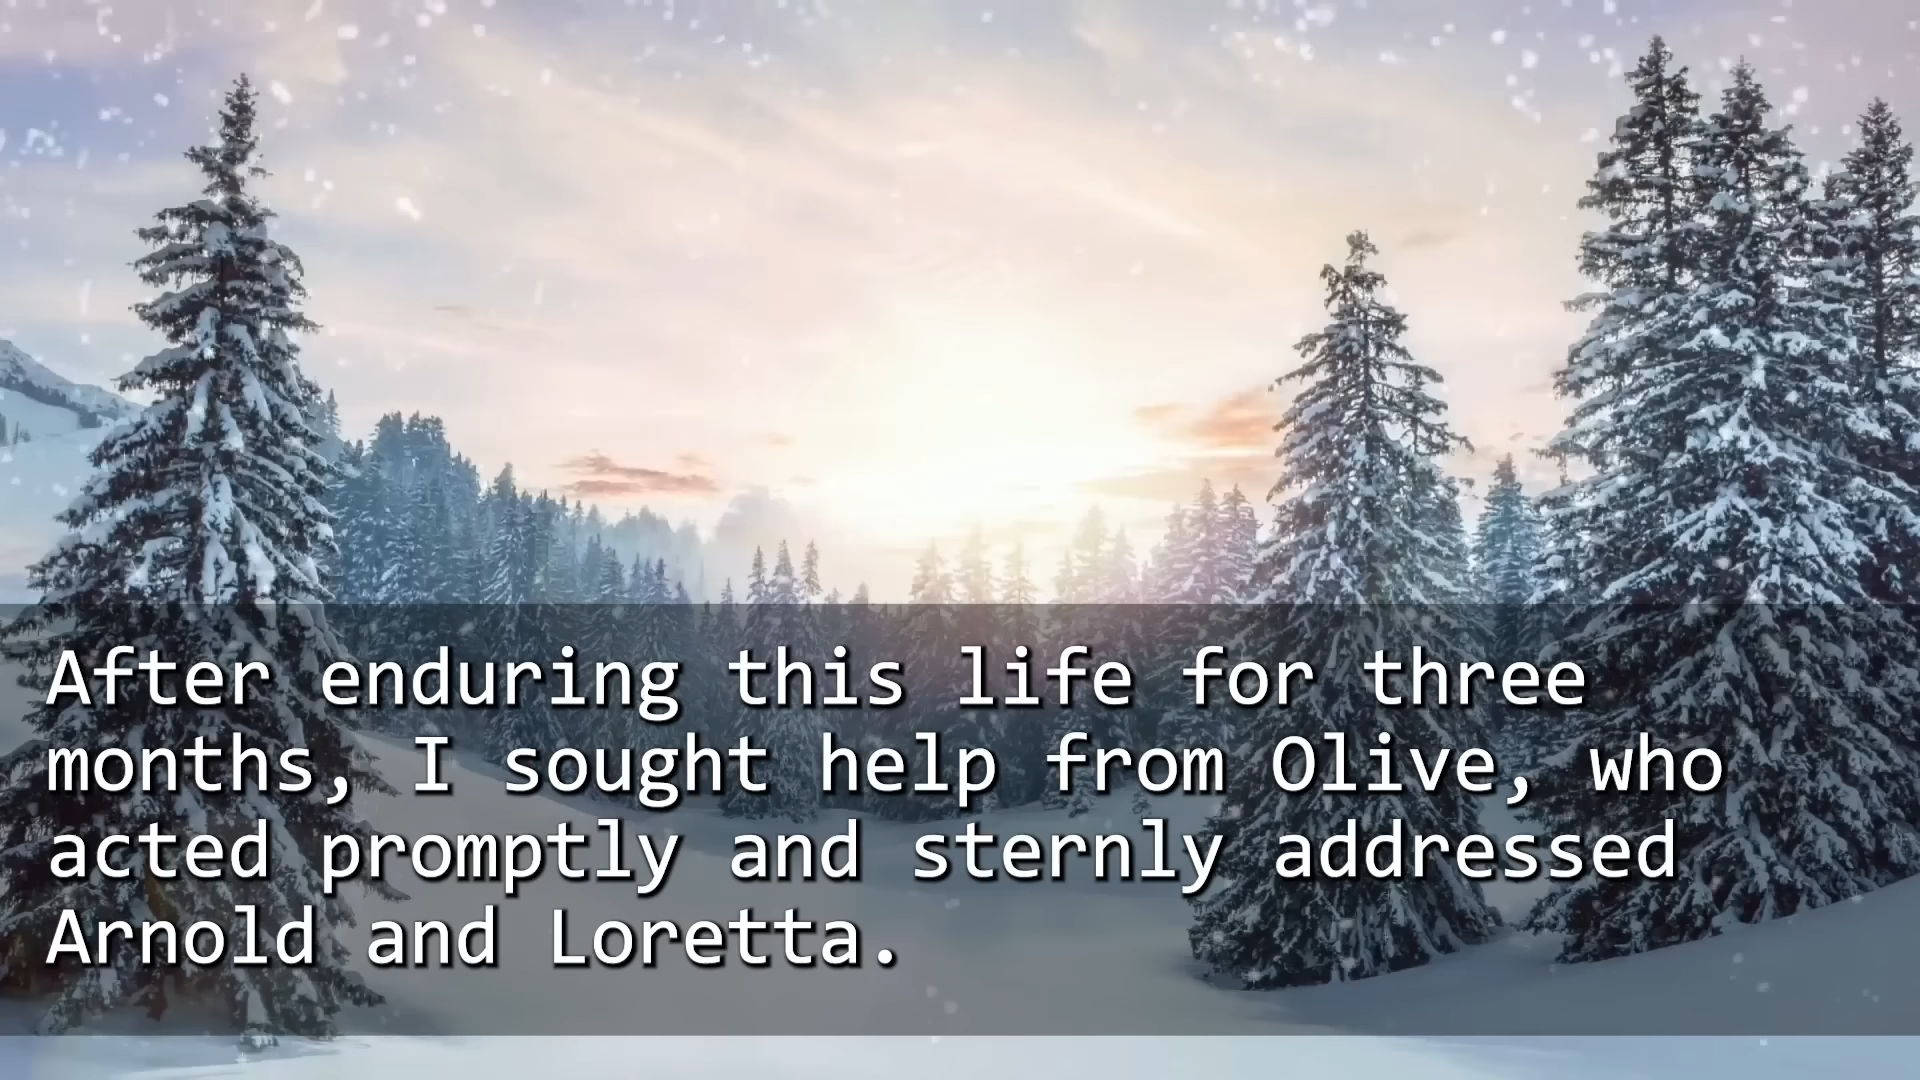 After enduring this life for three
months, I sought help from Olive, who
acted promptly and sternly addressed
Arnold and Loretta.